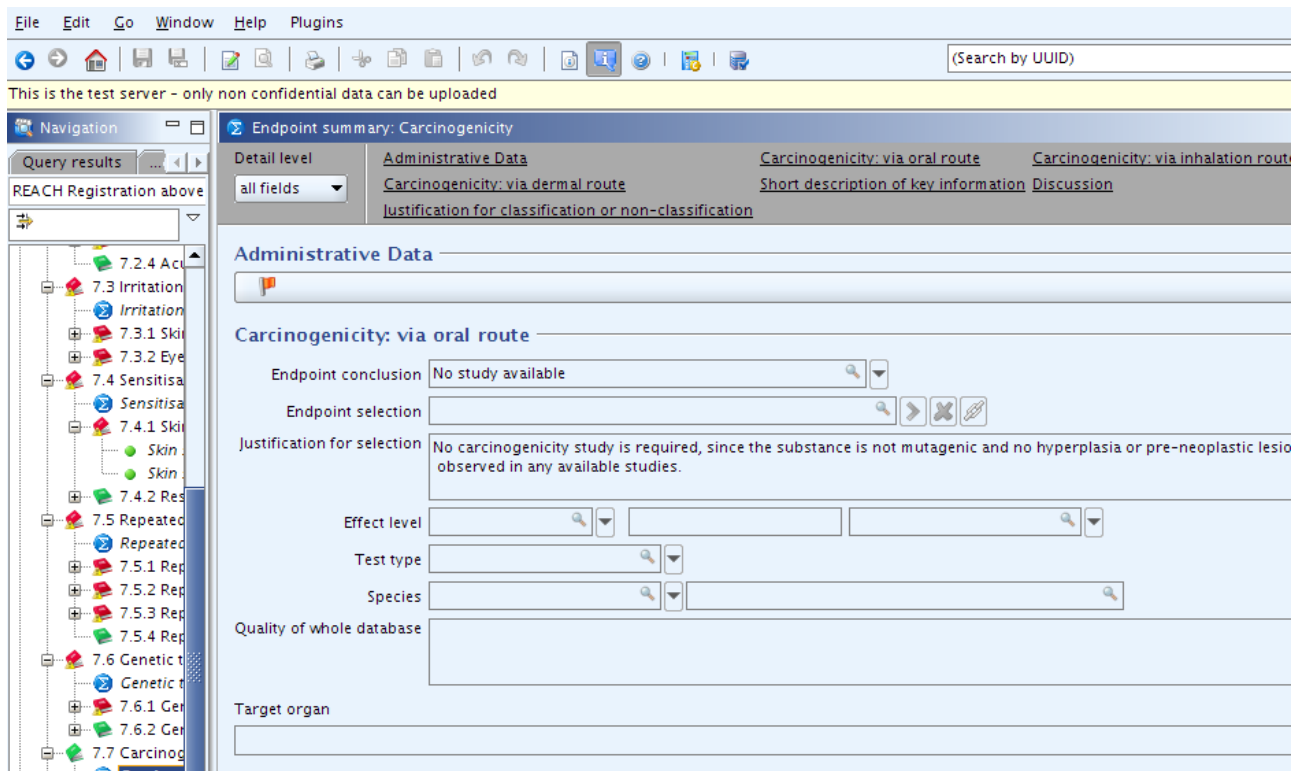 File Edit Go Window Help Plugins
(Search by UUID)
This is the test server - only non confidential data can be uploaded
Navigation
Endpoint summary: Carcinogenicity
Query results ...
Detail level
Administrative Data
Carcinogenicity: via oral route
Carcinogenicity: via inhalation route
REACH Registration above
all fields
Carcinogenicity: via dermal route
Short description of key information
Discussion
Justification for classification or non-classification
7.2.4 Acu
7.3 Irritation
Irritation
7.3.1 Skin
7.3.2 Eye
7.4 Sensitisa
Sensitisa
7.4.1 Skin
Skin
Skin
7.4.2 Res
7.5 Repeated
Repeated
7.5.1 Rep
7.5.2 Rep
7.5.3 Rep
7.5.4 Rep
7.6 Genetic t
Genetic t
7.6.1 Gen
7.6.2 Gen
7.7 Carcinog
Administrative Data
Carcinogenicity: via oral route
Endpoint conclusion No study available
Endpoint selection
Justification for selection No carcinogenicity study is required, since the substance is not mutagenic and no hyperplasia or pre-neoplastic lesio
observed in any available studies.
Effect level
Test type
Species
Quality of whole database
Target organ